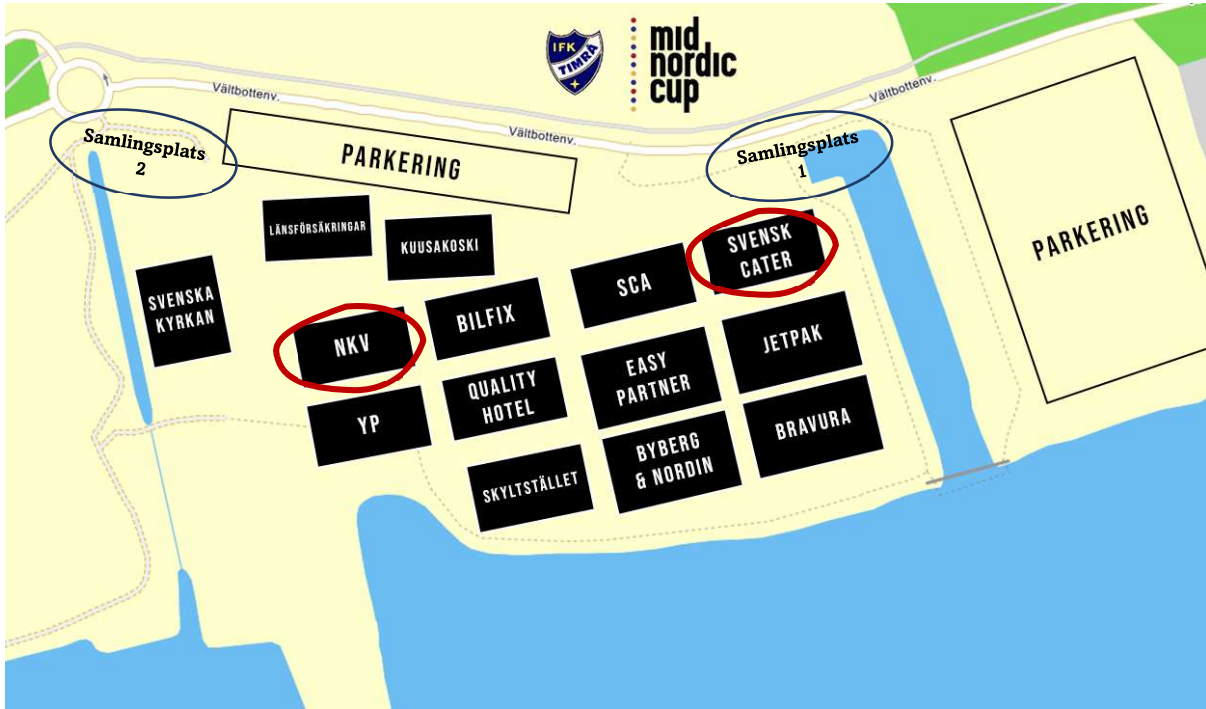 IFK
TIMRÅ
mid
nordic
cup
Vältbottenv.
Vältbottenv.
Vältbottenv.
Samlingsplats
2
PARKERING
Samlingsplats
1
PARKERING
LÄNSFÖRSÄKRINGAR
KUUSAKOSKI
SVENSK
CATER
SCA
SVENSKA
KYRKAN
NKV
BILFIX
JETPAK
EASY
PARTNER
QUALITY
HOTEL
YP
BRAVURA
BYBERG
& NORDIN
SKYLTSTÄLLET